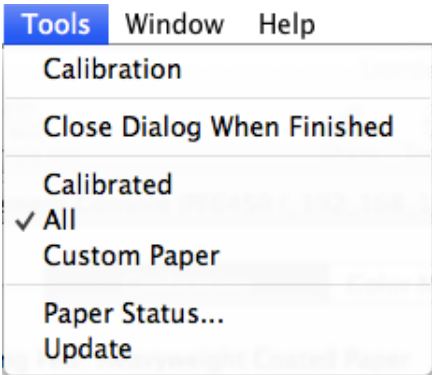 Tools Window Help
Calibration
Close Dialog When Finished
Calibrated
✓ All
Custom Paper
Paper Status...
Update